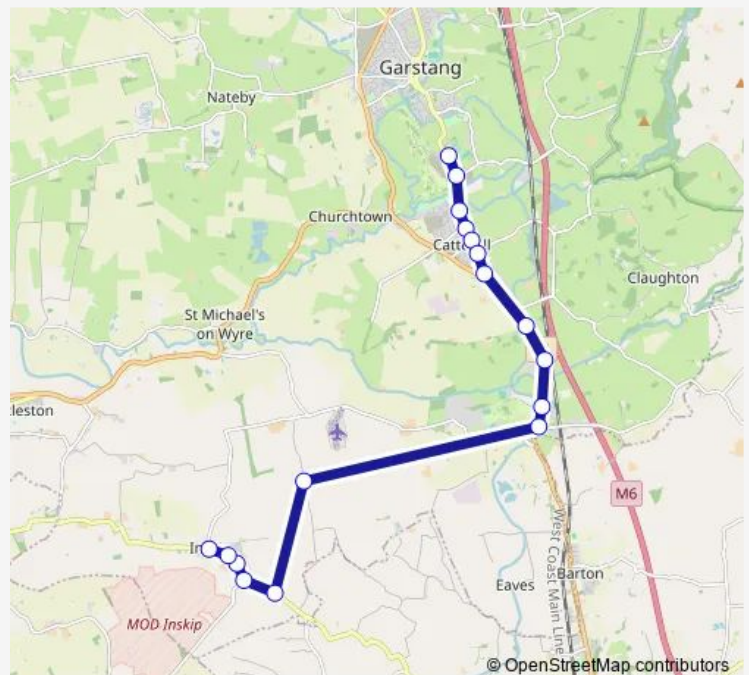 Garstang
Nateby
Churchtown
Claughton
St Michael's
on Wyre
M6
West Coast Main Line
Eaves
Barton
MOD Inskip
© OpenStreetMap contributors